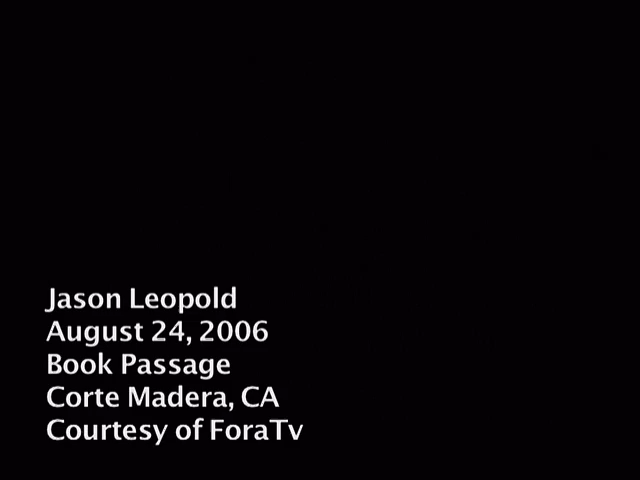 Jason Leopold
August 24, 2006
Book Passage
Corte Madera, CA
Courtesy of ForaTv